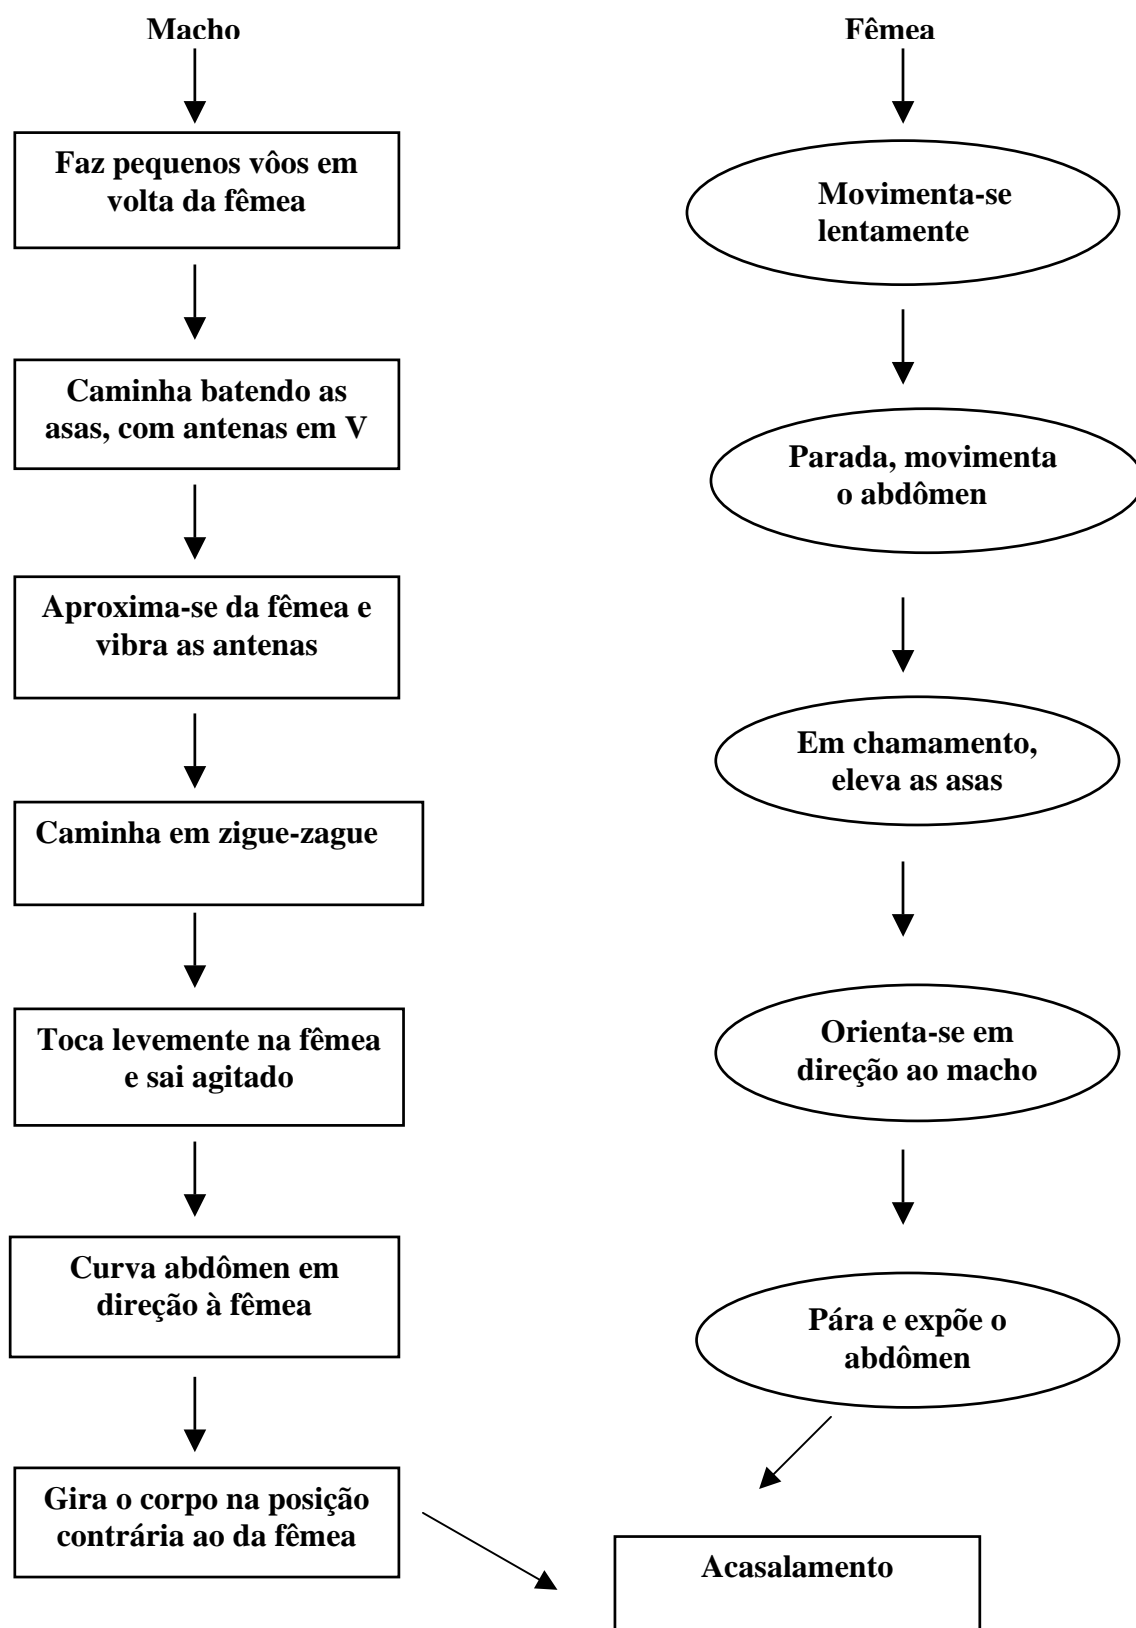 Macho
Faz pequenos vôos em
volta da fêmea
Caminha batendo as
asas, com antenas em V
Aproxima-se da fêmea e
vibra as antenas
Caminha em zigue-zague
Toca levemente na fêmea
e sai agitado
Curva abdômen em
direção à fêmea
Gira o corpo na posição
contrária ao da fêmea
Fêmea
Movimenta-se
lentamente
Parada, movimenta
o abdômen
Em chamamento,
eleva as asas
Orienta-se em
direção ao macho
Pára e expõe o
abdômen
Acasalamento